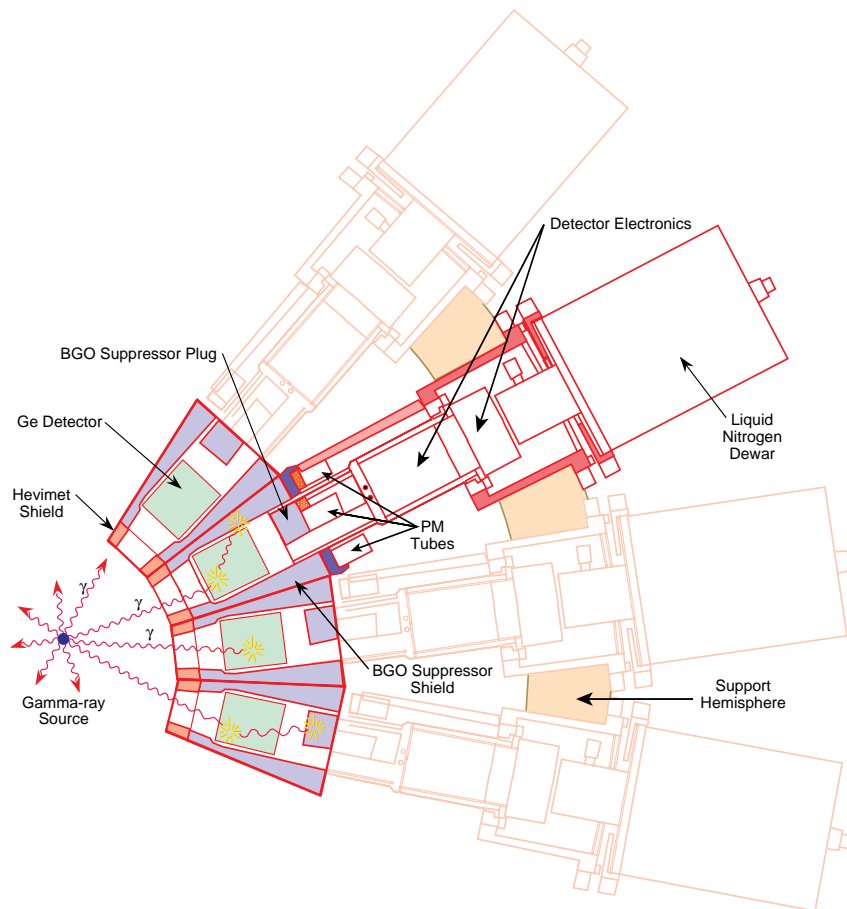 Detector Electronics
BGO Suppressor Plug
Ge Detector
Liquid
Nitrogen
Dewar
Hevimet
Shield
PM
Tubes
γ
γ
γ
BGO Suppressor
Shield
Gamma-ray
Source
Support
Hemisphere